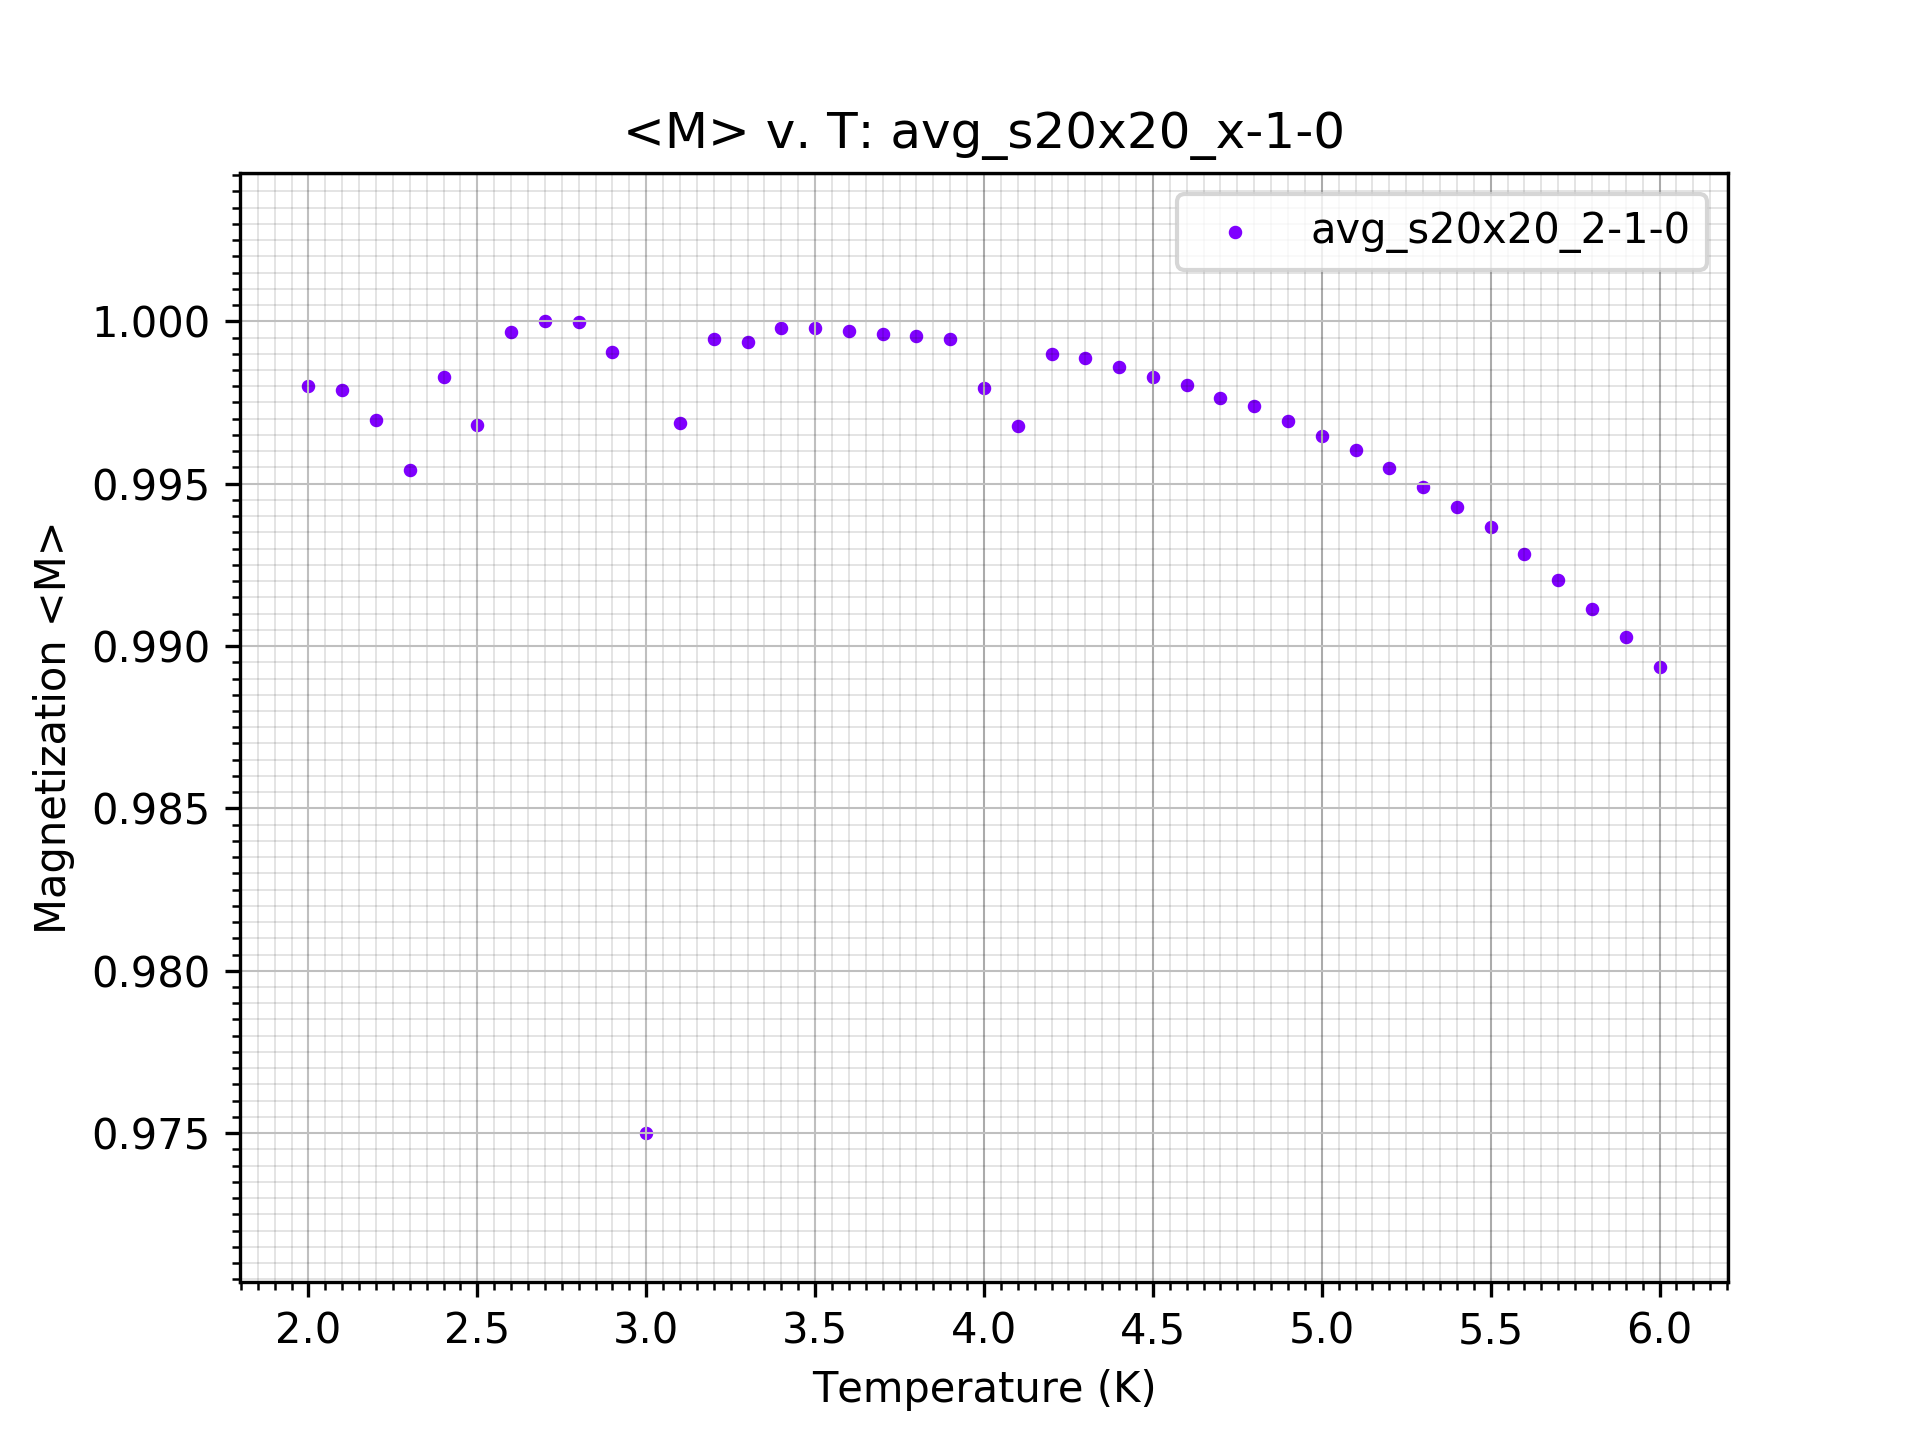 <M> v. T: avg_s20x20_x-1-0
avg_s20x20_2-1-0
Magnetization <M>
1.000
0.995
0.990
0.985
0.980
0.975
2.0 2.5 3.0 3.5 4.0 4.5 5.0 5.5 6.0
Temperature (K)